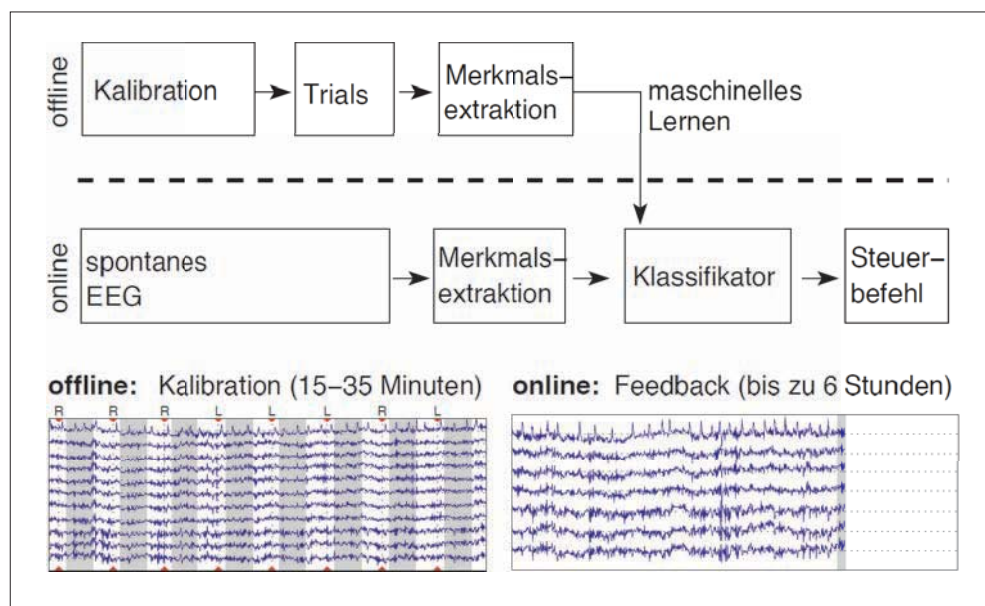 offline
Kalibration
Trials
Merkmals–
extraktion
maschinelles
Lernen
online
spontanes
EEG
Merkmals–
extraktion
Klassifikator
Steuer–
befehl
offline: Kalibration (15–35 Minuten)
R R R L L L R L
online: Feedback (bis zu 6 Stunden)